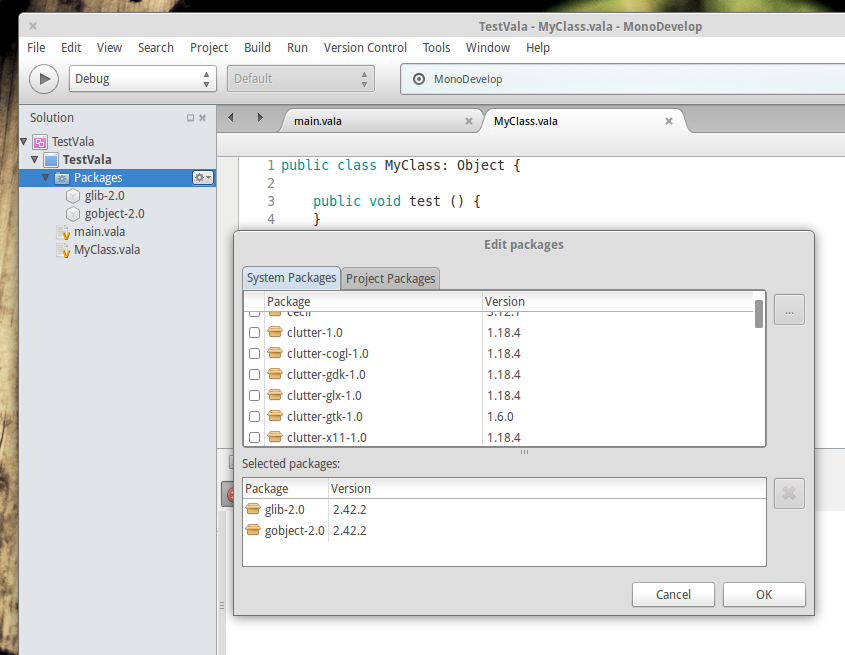 TestVala - MyClass.vala - MonoDevelop
File Edit View Search Project Build Run Version Control Tools Window Help
Debug Default MonoDevelop
Solution
main.vala MyClass.vala
TestVala
TestVala
Packages
glib-2.0
gobject-2.0
main.vala
MyClass.vala
1 public class MyClass: Object {
2
3 public void test () {
4 }
Edit packages
System Packages Project Packages
Package Version
cecil 3.12.1
clutter-1.0 1.18.4
clutter-cogl-1.0 1.18.4
clutter-gdk-1.0 1.18.4
clutter-glx-1.0 1.18.4
clutter-gtk-1.0 1.6.0
clutter-x11-1.0 1.18.4
...
Selected packages:
Package Version
glib-2.0 2.42.2
gobject-2.0 2.42.2
Cancel OK